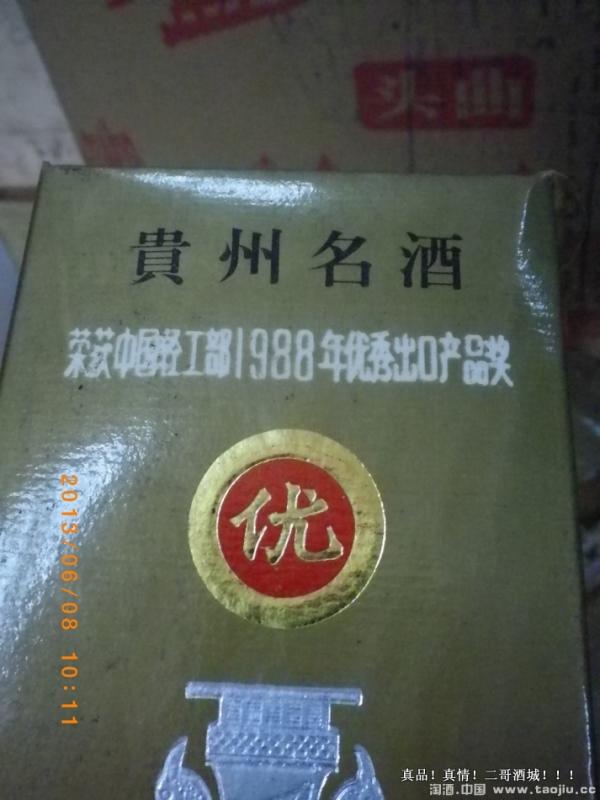 头曲
貴州名酒
荣获中国轻工部1988年优秀出口产品奖
优
2013/06/08 10:11
真品！真情！二哥酒城！！！
淘酒.中国 www.taojiu.cc